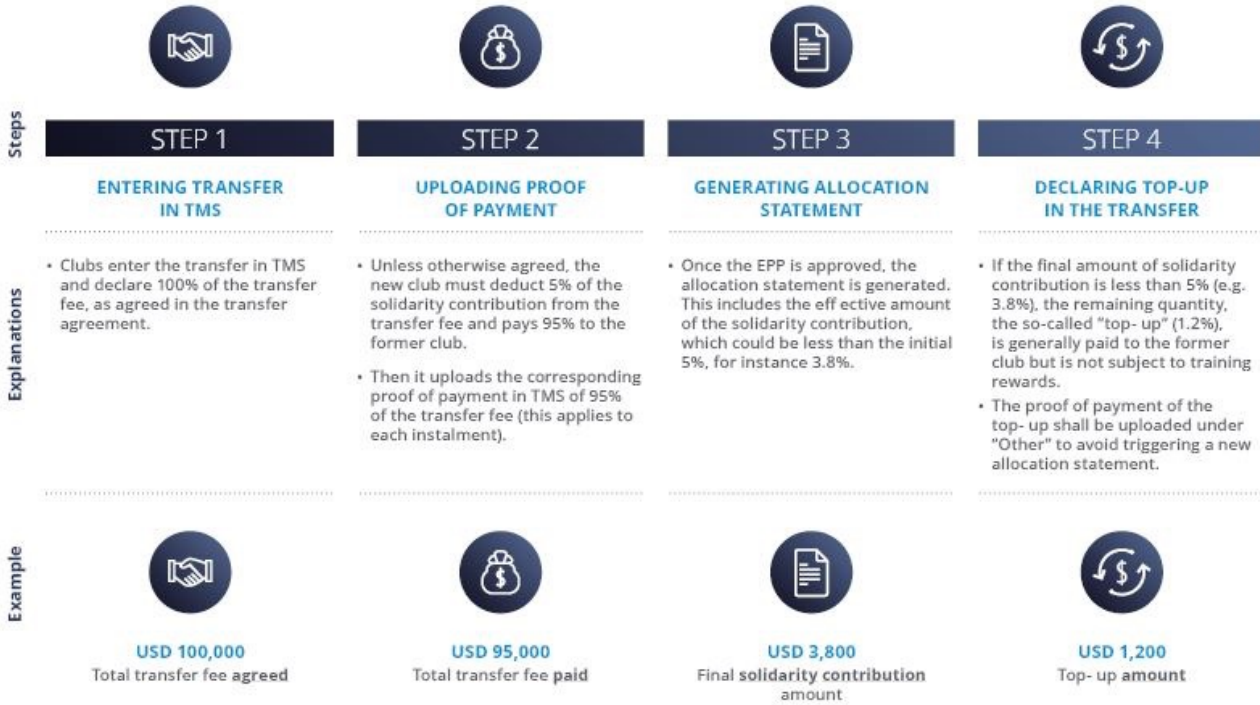 Steps
STEP 1
STEP 2
STEP 3
STEP 4
ENTERING TRANSFER
IN TMS
UPLOADING PROOF
OF PAYMENT
GENERATING ALLOCATION
STATEMENT
DECLARING TOP-UP
IN THE TRANSFER
Explanations
• Clubs enter the transfer in TMS
and declare 100% of the transfer
fee, as agreed in the transfer
agreement.
• Unless otherwise agreed, the
new club must deduct 5% of the
solidarity contribution from the
transfer fee and pays 95% to the
former club.
• Then it uploads the corresponding
proof of payment in TMS of 95%
of the transfer fee (this applies to
each instalment).
• Once the EPP is approved, the
allocation statement is generated.
This includes the eff ective amount
of the solidarity contribution,
which could be less than the initial
5%, for instance 3.8%.
• If the final amount of solidarity
contribution is less than 5% (e.g.
3.8%), the remaining quantity,
the so-called "top- up" (1.2%),
is generally paid to the former
club but is not subject to training
rewards.
• The proof of payment of the
top- up shall be uploaded under
"Other" to avoid triggering a new
allocation statement.
Example
$
$
USD 100,000
Total transfer fee agreed
USD 95,000
Total transfer fee paid
USD 3,800
Final solidarity contribution
amount
USD 1,200
Top- up amount